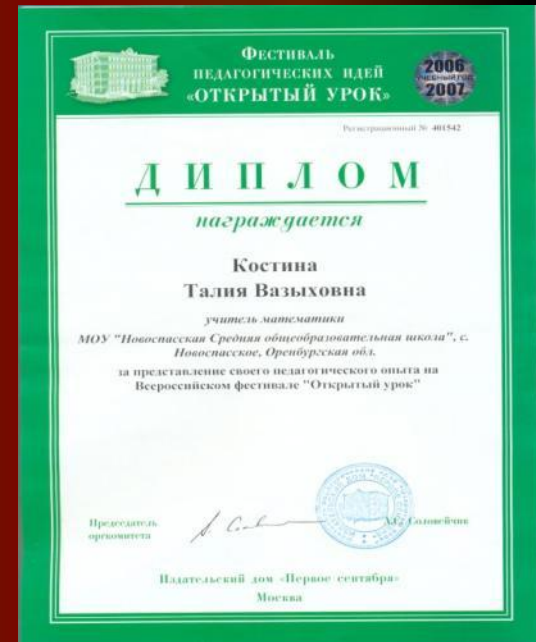 Фестиваль
педагогических идей
«ОТКРЫТЫЙ УРОК»
2006
УЧЕБНЫЙ ГОД
2007
Регистрационный № 401542
ДИПЛОМ
награждается
Костина
Талия Вазыховна
учитель математики
МОУ "Новоспасская Средняя общеобразовательная школа", с.
Новоспасское, Оренбургская обл.
за представление своего педагогического опыта на
Всероссийском фестивале "Открытый урок"
Председатель
оргкомитета
Соловейчик
Издательский дом «Первое сентября»
Москва